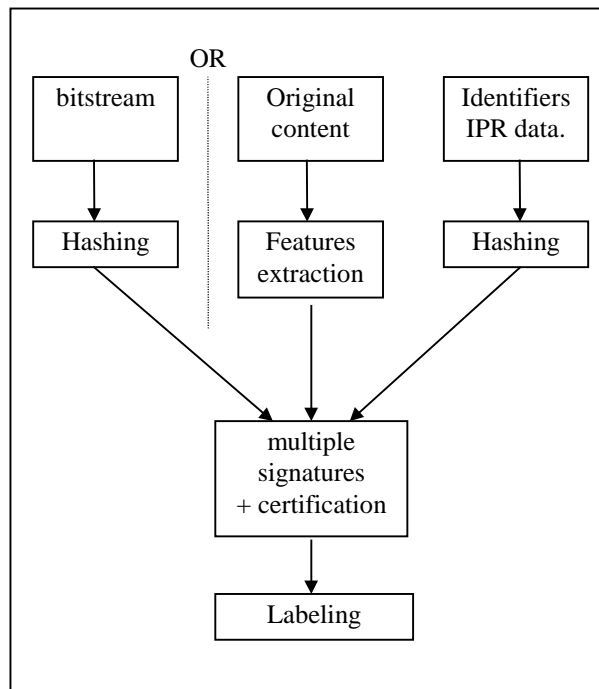 OR
bitstream
Original
content
Identifiers
IPR data.
Hashing
Features
extraction
Hashing
multiple
signatures
+ certification
Labeling